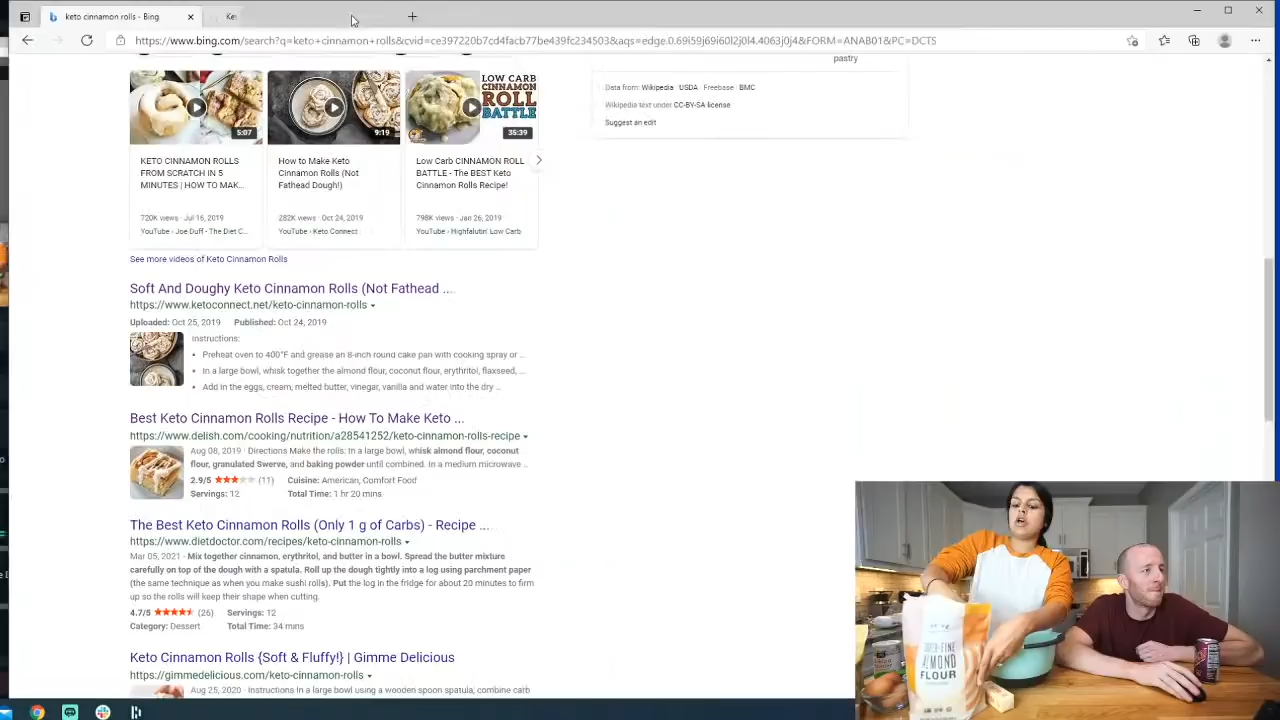 keto cinnamon rolls - Bing
Ke
https://www.bing.com/search?q=keto+cinnamon+rolls&cvid=ce397220b7cd4facb77be439fc234503&aqs=edge.0.69i59j69i60l2j0l4.4063j0j4&FORM=ANAB01&PC=DCTS
pastry
Data from: Wikipedia USDA Freebase BMC
Wikipedia text under CC-BY-SA license
Suggest an edit
LOW CARB
CINNAMON
ROLL
BATTLE
5:07
9:19
35:39
KETO CINNAMON ROLLS
FROM SCRATCH IN 5
MINUTES | HOW TO MAK...
720K views · Jul 16, 2019
YouTube › Joe Duff - The Diet C...
How to Make Keto
Cinnamon Rolls (Not
Fathead Dough!)
282K views · Oct 24, 2019
YouTube › Keto Connect
Low Carb CINNAMON ROLL
BATTLE - The BEST Keto
Cinnamon Rolls Recipe!
798K views · Jan 26, 2019
YouTube › Highfalutin' Low Carb
See more videos of Keto Cinnamon Rolls
Soft And Doughy Keto Cinnamon Rolls (Not Fathead ...
https://www.ketoconnect.net/keto-cinnamon-rolls
Uploaded: Oct 25, 2019 Published: Oct 24, 2019
Instructions:
Preheat oven to 400°F and grease an 8-inch round cake pan with cooking spray or ...
In a large bowl, whisk together the almond flour, coconut flour, erythritol, flaxseed, ...
Add in the eggs, cream, melted butter, vinegar, vanilla and water into the dry ...
Best Keto Cinnamon Rolls Recipe - How To Make Keto ...
https://www.delish.com/cooking/nutrition/a28541252/keto-cinnamon-rolls-recipe
Aug 08, 2019 · Directions Make the rolls: In a large bowl, whisk almond flour, coconut
flour, granulated Swerve, and baking powder until combined. In a medium microwave ...
2.9/5 (11) Cuisine: American, Comfort Food
Servings: 12 Total Time: 1 hr 20 mins
The Best Keto Cinnamon Rolls (Only 1 g of Carbs) - Recipe ...
https://www.dietdoctor.com/recipes/keto-cinnamon-rolls
Mar 05, 2021 · Mix together cinnamon, erythritol, and butter in a bowl. Spread the butter mixture
carefully on top of the dough with a spatula. Roll up the dough tightly into a log using parchment paper
(the same technique as when you make sushi rolls). Put the log in the fridge for about 20 minutes to firm
up so the rolls will keep their shape when cutting.
4.7/5 (26) Servings: 12
Category: Dessert Total Time: 34 mins
Keto Cinnamon Rolls {Soft & Fluffy!} | Gimme Delicious
https://gimmedelicious.com/keto-cinnamon-rolls
Aug 25, 2020 · Instructions In a large bowl using a wooden spoon spatula, combine carb
SUPER-FINE
ALMOND
FLOUR